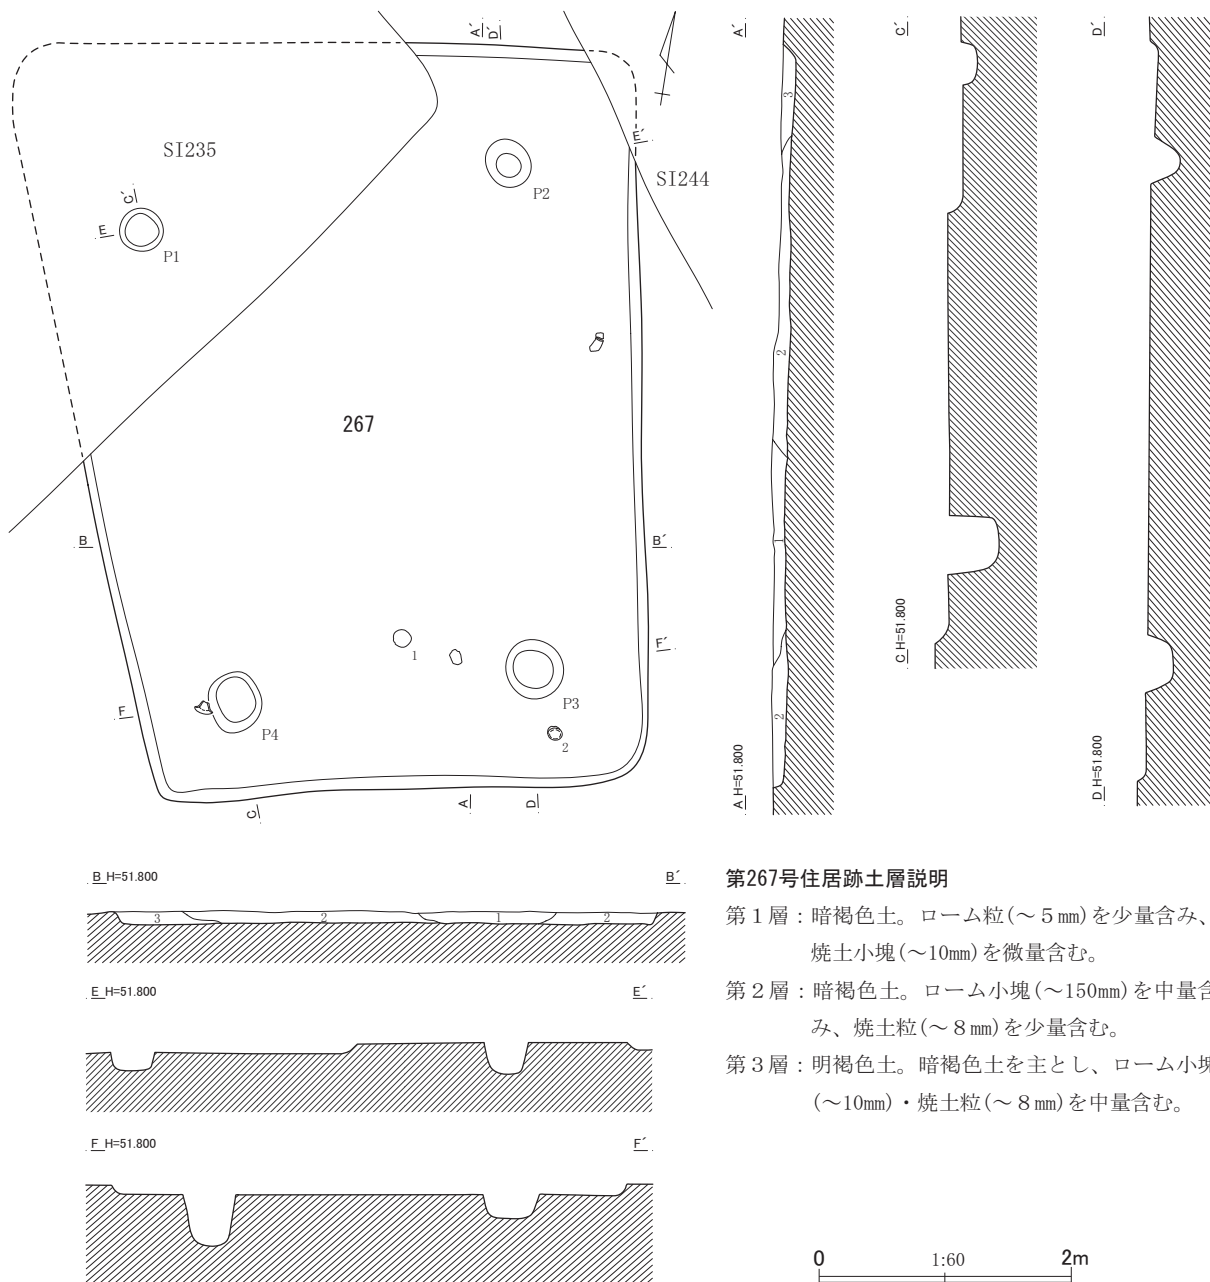 A´
D´
A´
C´
D´
E´
SI235
SI244
3
C´
P2
E
P1
2
267
B
B´
1
C H=51.800
F´
1
P3
F
P4
2
2
A H=51.800
D H=51.800
C
A
D
B H=51.800
B´
3
2
1
2
E H=51.800
E´
F H=51.800
F´
第267号住居跡土層説明
第1層：暗褐色土。ローム粒(～5㎜)を少量含み、
焼土小塊(～10㎜)を微量含む。
第2層：暗褐色土。ローム小塊(～150㎜)を中量含
み、焼土粒(～8㎜)を少量含む。
第3層：明褐色土。暗褐色土を主とし、ローム小塊
(～10㎜)・焼土粒(～8㎜)を中量含む。
0
1:60
2m